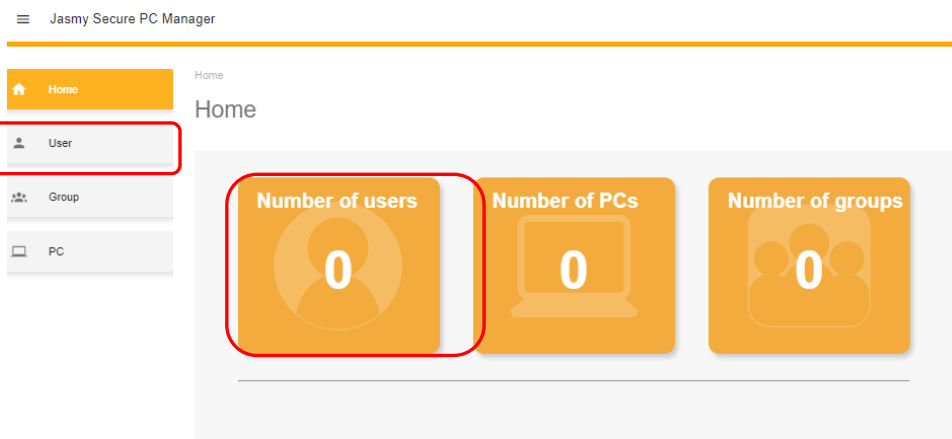 Jasmy Secure PC Manager
Home
User
Group
PC
Home
Home
Number of users
0
Number of PCs
0
Number of groups
0